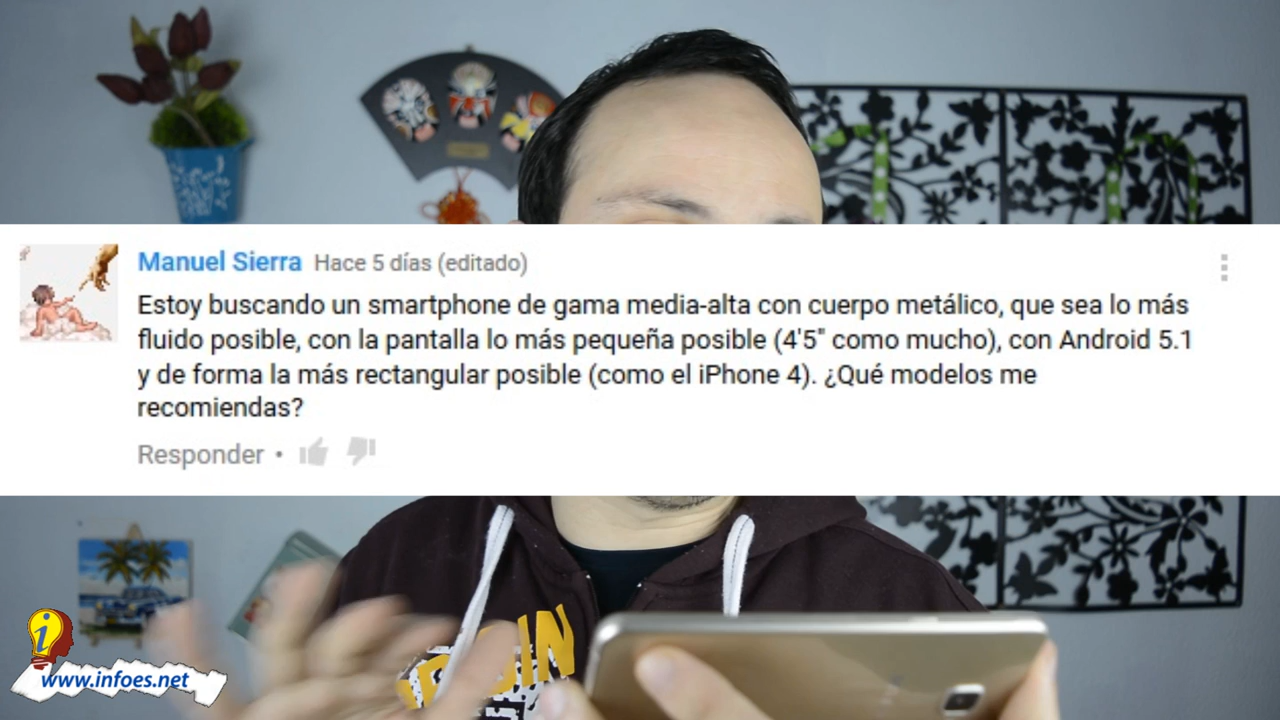 Manuel Sierra Hace 5 días (editado)
Estoy buscando un smartphone de gama media-alta con cuerpo metálico, que sea lo más
fluido posible, con la pantalla lo más pequeña posible (4'5" como mucho), con Android 5.1
y de forma la más rectangular posible (como el iPhone 4). ¿Qué modelos me
recomiendas?
Responder •
i
www.infoes.net